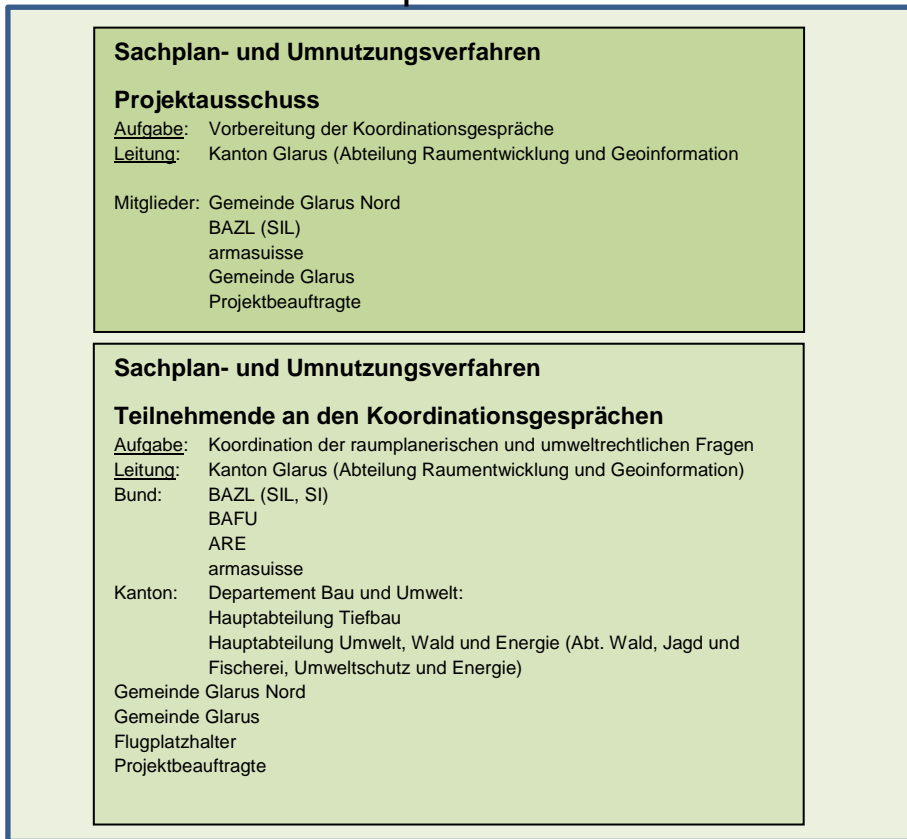 Sachplan- und Umnutzungsverfahren
Projektausschuss
Aufgabe: Vorbereitung der Koordinationsgespräche
Leitung: Kanton Glarus (Abteilung Raumentwicklung und Geoinformation
Mitglieder: Gemeinde Glarus Nord
BAZL (SIL)
armasuisse
Gemeinde Glarus
Projektbeauftragte
Sachplan- und Umnutzungsverfahren
Teilnehmende an den Koordinationsgesprächen
Aufgabe: Koordination der raumplanerischen und umweltrechtlichen Fragen
Leitung: Kanton Glarus (Abteilung Raumentwicklung und Geoinformation)
Bund: BAZL (SIL, SI)
BAFU
ARE
armasuisse
Kanton: Departement Bau und Umwelt:
Hauptabteilung Tiefbau
Hauptabteilung Umwelt, Wald und Energie (Abt. Wald, Jagd und
Fischerei, Umweltschutz und Energie)
Gemeinde Glarus Nord
Gemeinde Glarus
Flugplatzhalter
Projektbeauftragte